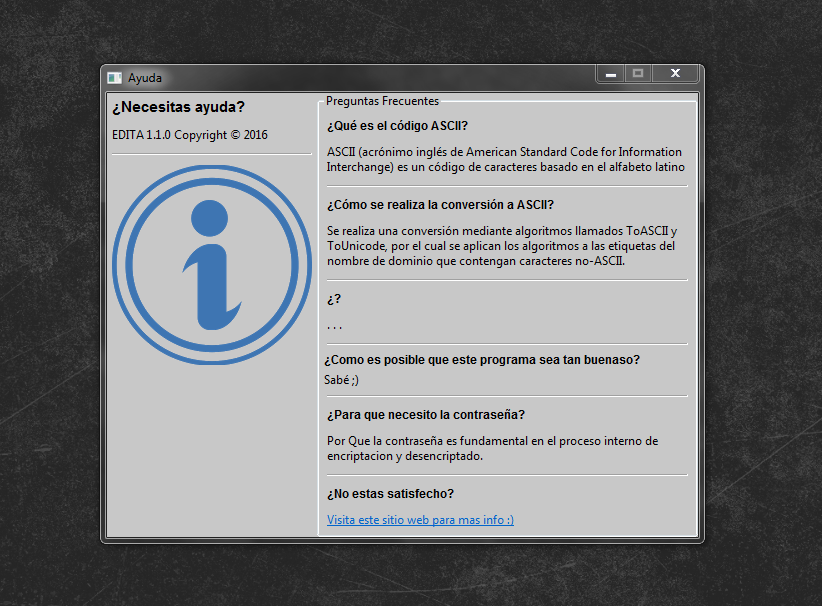 Ayuda
¿Necesitas ayuda?
EDITA 1.1.0 Copyright © 2016
Preguntas Frecuentes
¿Qué es el código ASCII?
ASCII (acrónimo inglés de American Standard Code for Information
Interchange) es un código de caracteres basado en el alfabeto latino
¿Cómo se realiza la conversión a ASCII?
Se realiza una conversión mediante algoritmos llamados ToASCII y
ToUnicode, por el cual se aplican los algoritmos a las etiquetas del
nombre de dominio que contengan caracteres no-ASCII.
¿?
. . .
¿Como es posible que este programa sea tan buenaso?
Sabé ;)
¿Para que necesito la contraseña?
Por Que la contraseña es fundamental en el proceso interno de
encriptacion y desencriptado.
¿No estas satisfecho?
Visita este sitio web para mas info :)